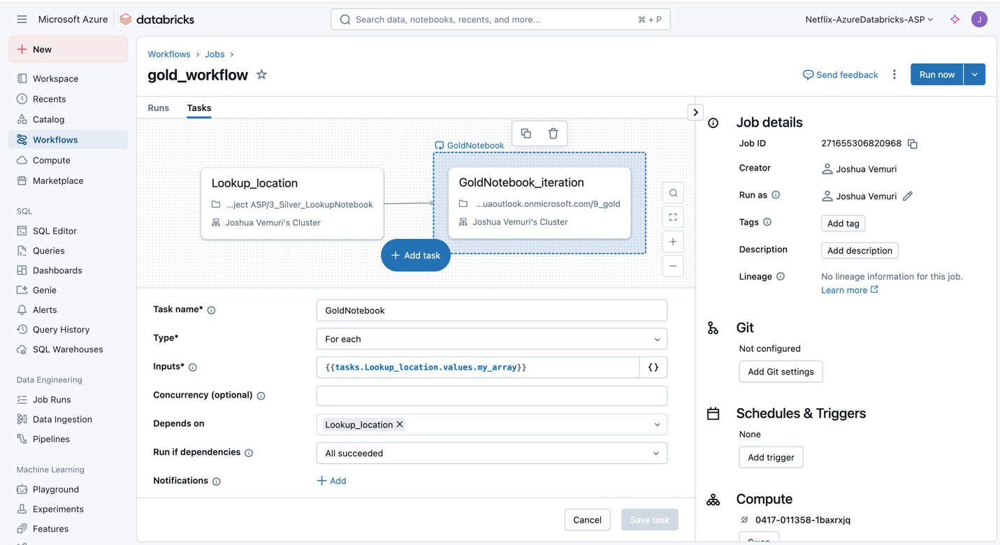 Microsoft Azure
databricks
Search data, notebooks, recents, and more...
⌘ + P
Netflix-AzureDatabricks-ASP
J
New
Workspace
Recents
Catalog
Workflows
Compute
Marketplace
SQL
SQL Editor
Queries
Dashboards
Genie
Alerts
Query History
SQL Warehouses
Data Engineering
Job Runs
Data Ingestion
Pipelines
Machine Learning
Playground
Experiments
Features
Workflows › Jobs ›
gold_workflow
Send feedback
Run now
Runs
Tasks
GoldNotebook
Lookup_location
...ject ASP/3_Silver_LookupNotebook
Joshua Vemuri's Cluster
GoldNotebook_iteration
...uaoutlook.onmicrosoft.com/9_gold
Joshua Vemuri's Cluster
+ Add task
Task name*
GoldNotebook
Type*
For each
Inputs*
{{tasks.Lookup_location.values.my_array}}
{}
Concurrency (optional)
Depends on
Lookup_location
Run if dependencies
All succeeded
Notifications
+ Add
Cancel
Save task
Job details
Job ID
271655306820968
Creator
Joshua Vemuri
Run as
Joshua Vemuri
Tags
Add tag
Description
Add description
Lineage
No lineage information for this job.
Learn more
Git
Not configured
Add Git settings
Schedules & Triggers
None
Add trigger
Compute
0417-011358-1baxrxjq
Swap